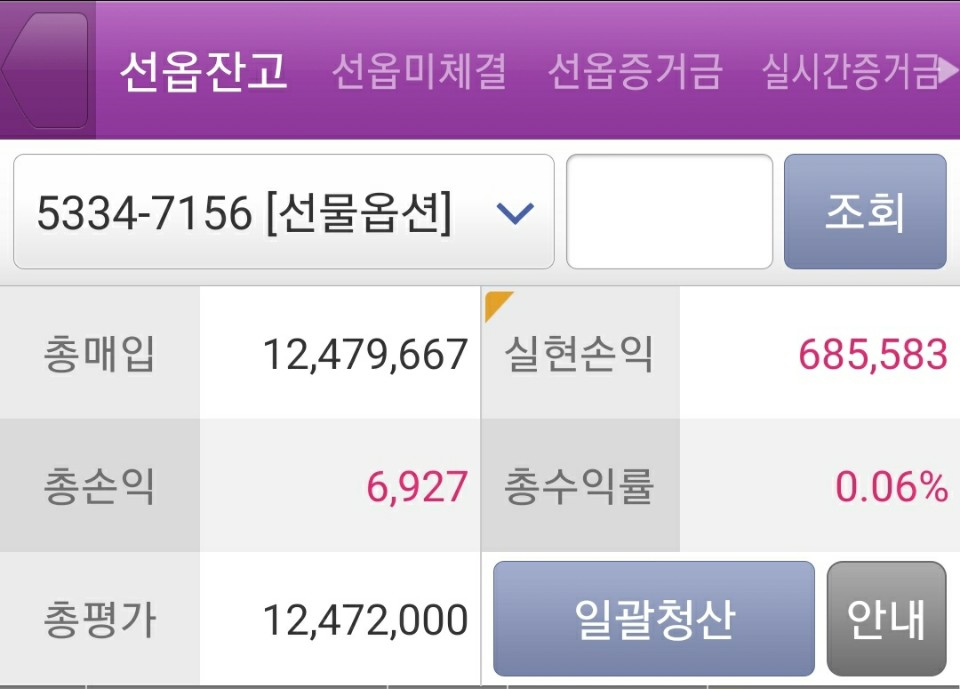 선옵잔고 선옵미체결 선옵증거금 실시간증거금
5334-7156 [선물옵션] 조회
총매입 12,479,667 실현손익 685,583
총손익 6,927 총수익률 0.06%
총평가 12,472,000 일괄청산 안내